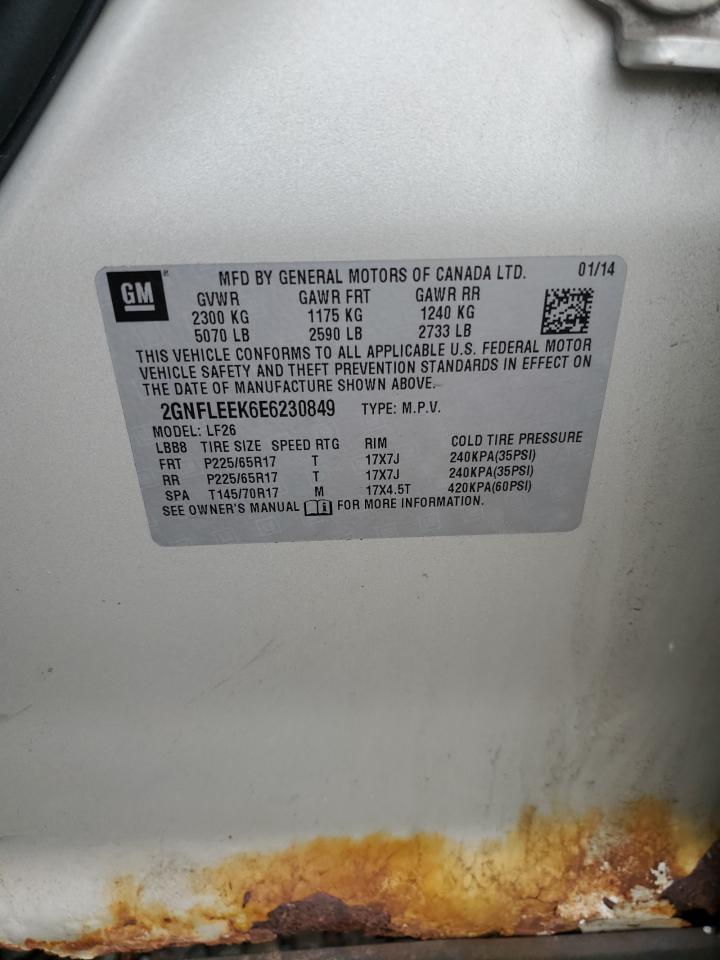 GM
MFD BY GENERAL MOTORS OF CANADA LTD. 01/14
GVWR GAWR FRT GAWR RR
2300 KG 1175 KG 1240 KG
5070 LB 2590 LB 2733 LB
THIS VEHICLE CONFORMS TO ALL APPLICABLE U.S. FEDERAL MOTOR
VEHICLE SAFETY AND THEFT PREVENTION STANDARDS IN EFFECT ON
THE DATE OF MANUFACTURE SHOWN ABOVE.
2GNFLEEK6E6230849 TYPE: M.P.V.
MODEL: LF26
LBB8 TIRE SIZE SPEED RTG RIM COLD TIRE PRESSURE
FRT P225/65R17 T 17X7J 240KPA(35PSI)
RR P225/65R17 T 17X7J 240KPA(35PSI)
SPA T145/70R17 M 17X4.5T 420KPA(60PSI)
SEE OWNER'S MANUAL FOR MORE INFORMATION.